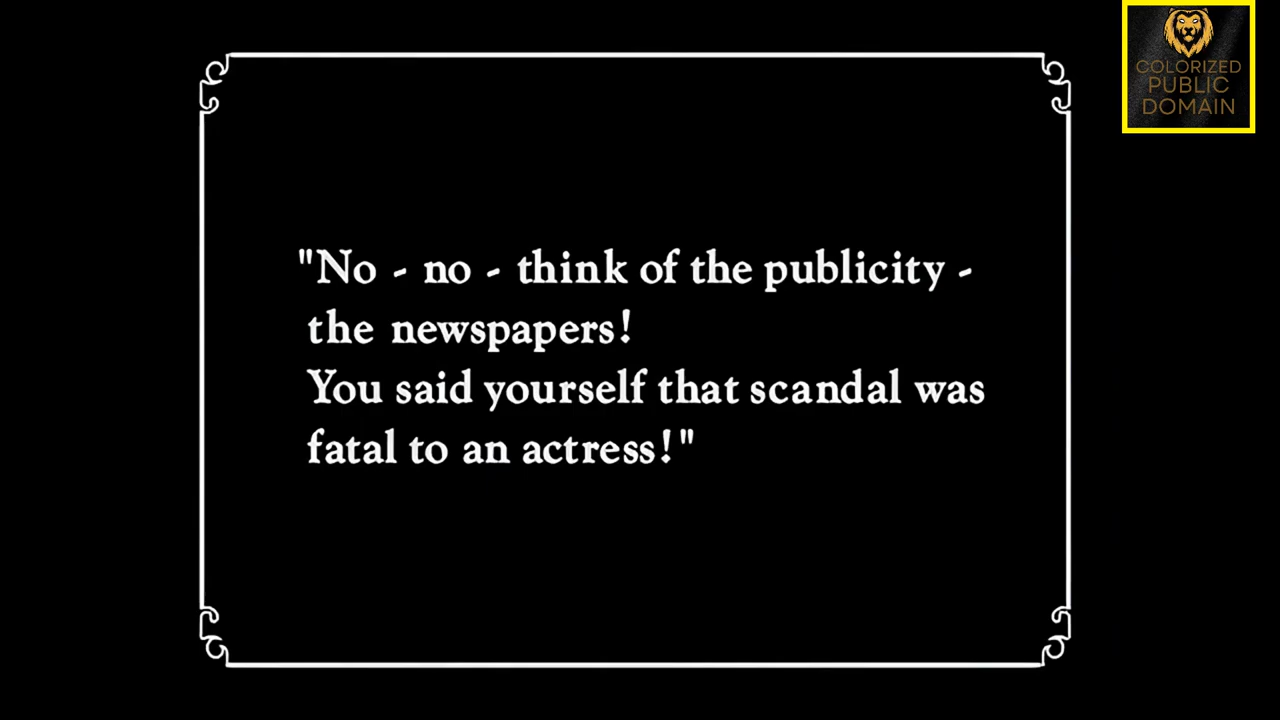 COLORIZED
PUBLIC
DOMAIN
"No - no - think of the publicity -
the newspapers!
You said yourself that scandal was
fatal to an actress!"